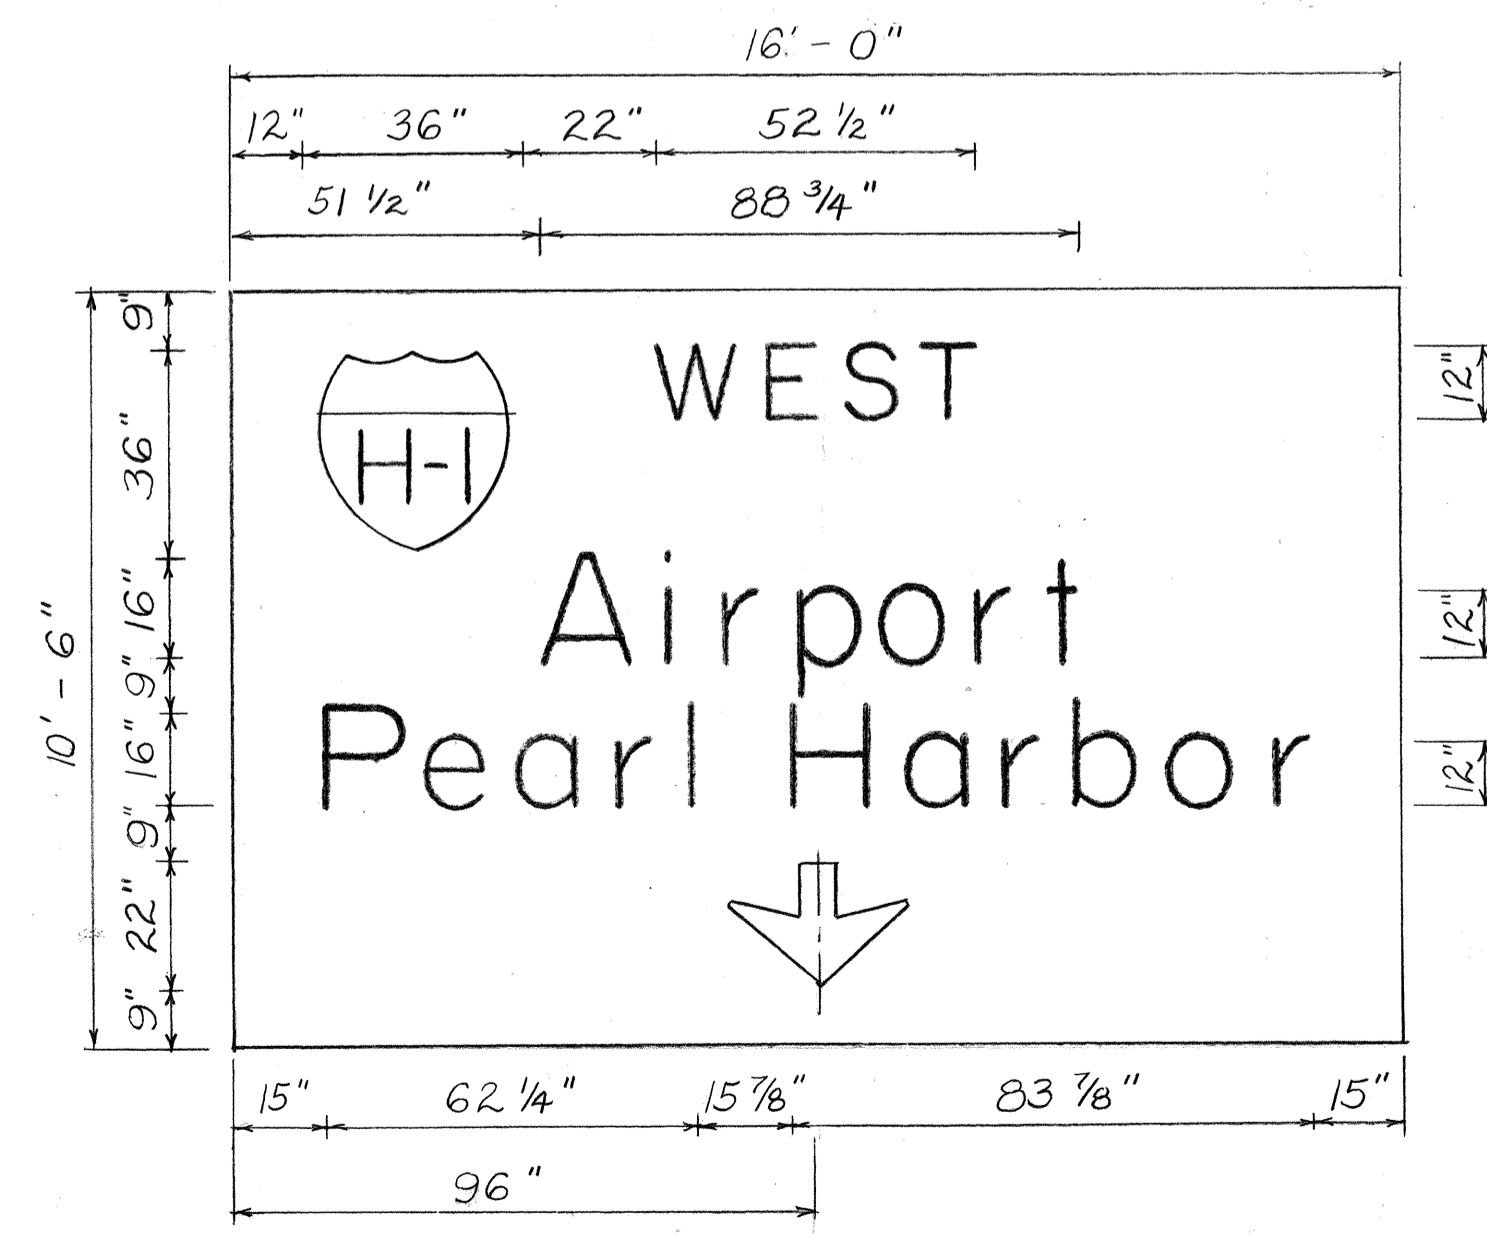 16'-0"
12" 36" 22" 52 1/2"
51 1/2" 88 3/4"
9"
36"
16"
9"
16"
9"
22"
9"
10'-6"
WEST
H-1
Airport
Pearl Harbor
12"
12"
12"
15" 62 1/4" 15 7/8" 83 7/8" 15"
96"